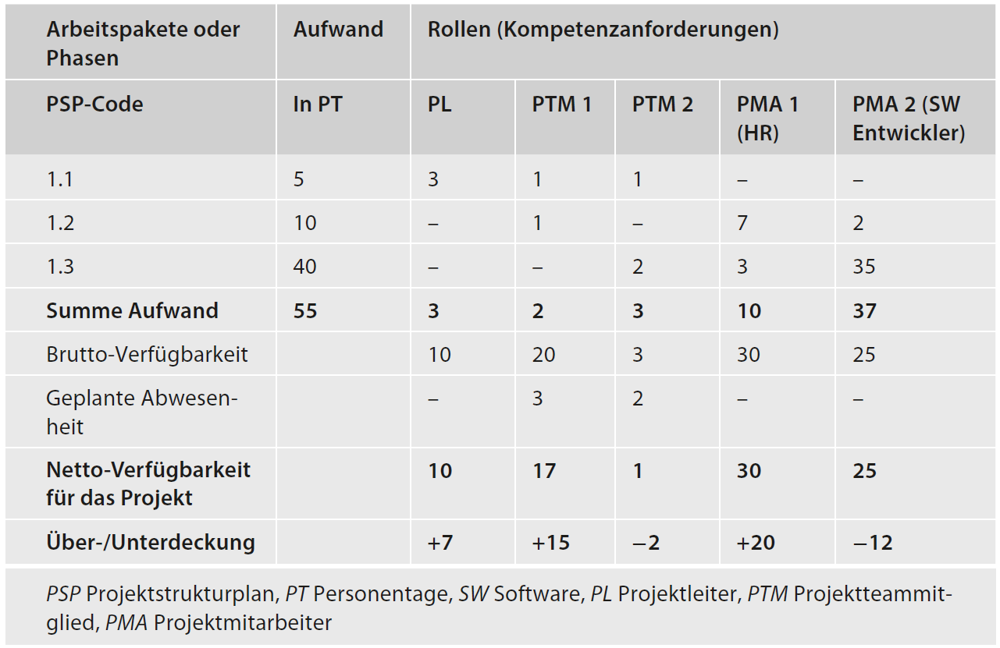 Arbeitspakete oder Phasen | Aufwand | Rollen (Kompetenzanforderungen)
PSP-Code | In PT | PL | PTM 1 | PTM 2 | PMA 1 (HR) | PMA 2 (SW Entwickler)
1.1 | 5 | 3 | 1 | 1 | – | –
1.2 | 10 | – | 1 | – | 7 | 2
1.3 | 40 | – | – | 2 | 3 | 35
Summe Aufwand | 55 | 3 | 2 | 3 | 10 | 37
Brutto-Verfügbarkeit | | 10 | 20 | 3 | 30 | 25
Geplante Abwesen-heit | | – | 3 | 2 | – | –
Netto-Verfügbarkeit für das Projekt | | 10 | 17 | 1 | 30 | 25
Über-/Unterdeckung | | +7 | +15 | −2 | +20 | −12
PSP Projektstrukturplan, PT Personentage, SW Software, PL Projektleiter, PTM Projektteammit-
glied, PMA Projektmitarbeiter